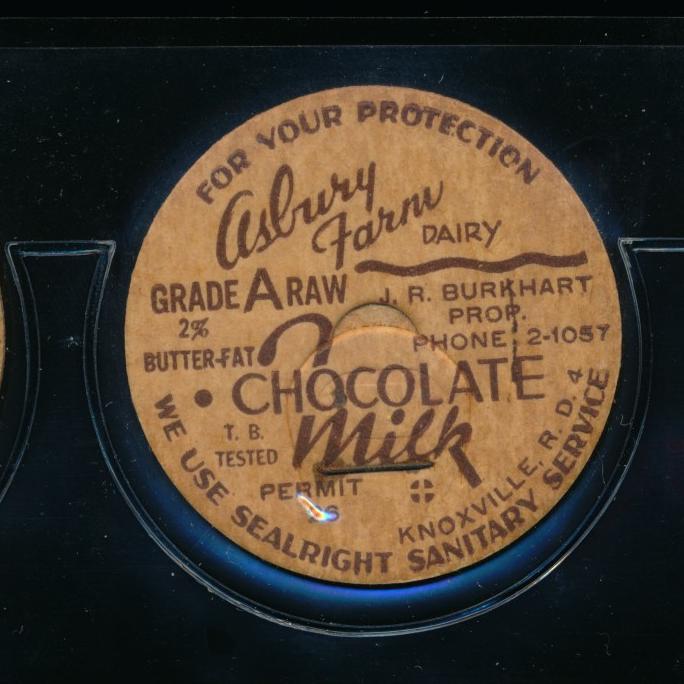 FOR YOUR PROTECTION
Asbury
Farm
DAIRY
GRADE A RAW
2%
BUTTER-FAT
J. R. BURKHART
PROP.
PHONE: 2-1057
• CHOCOLATE
Milk
T. B.
TESTED
PERMIT
KNOXVILLE, R. D. 4
WE USE SEALRIGHT SANITARY SERVICE